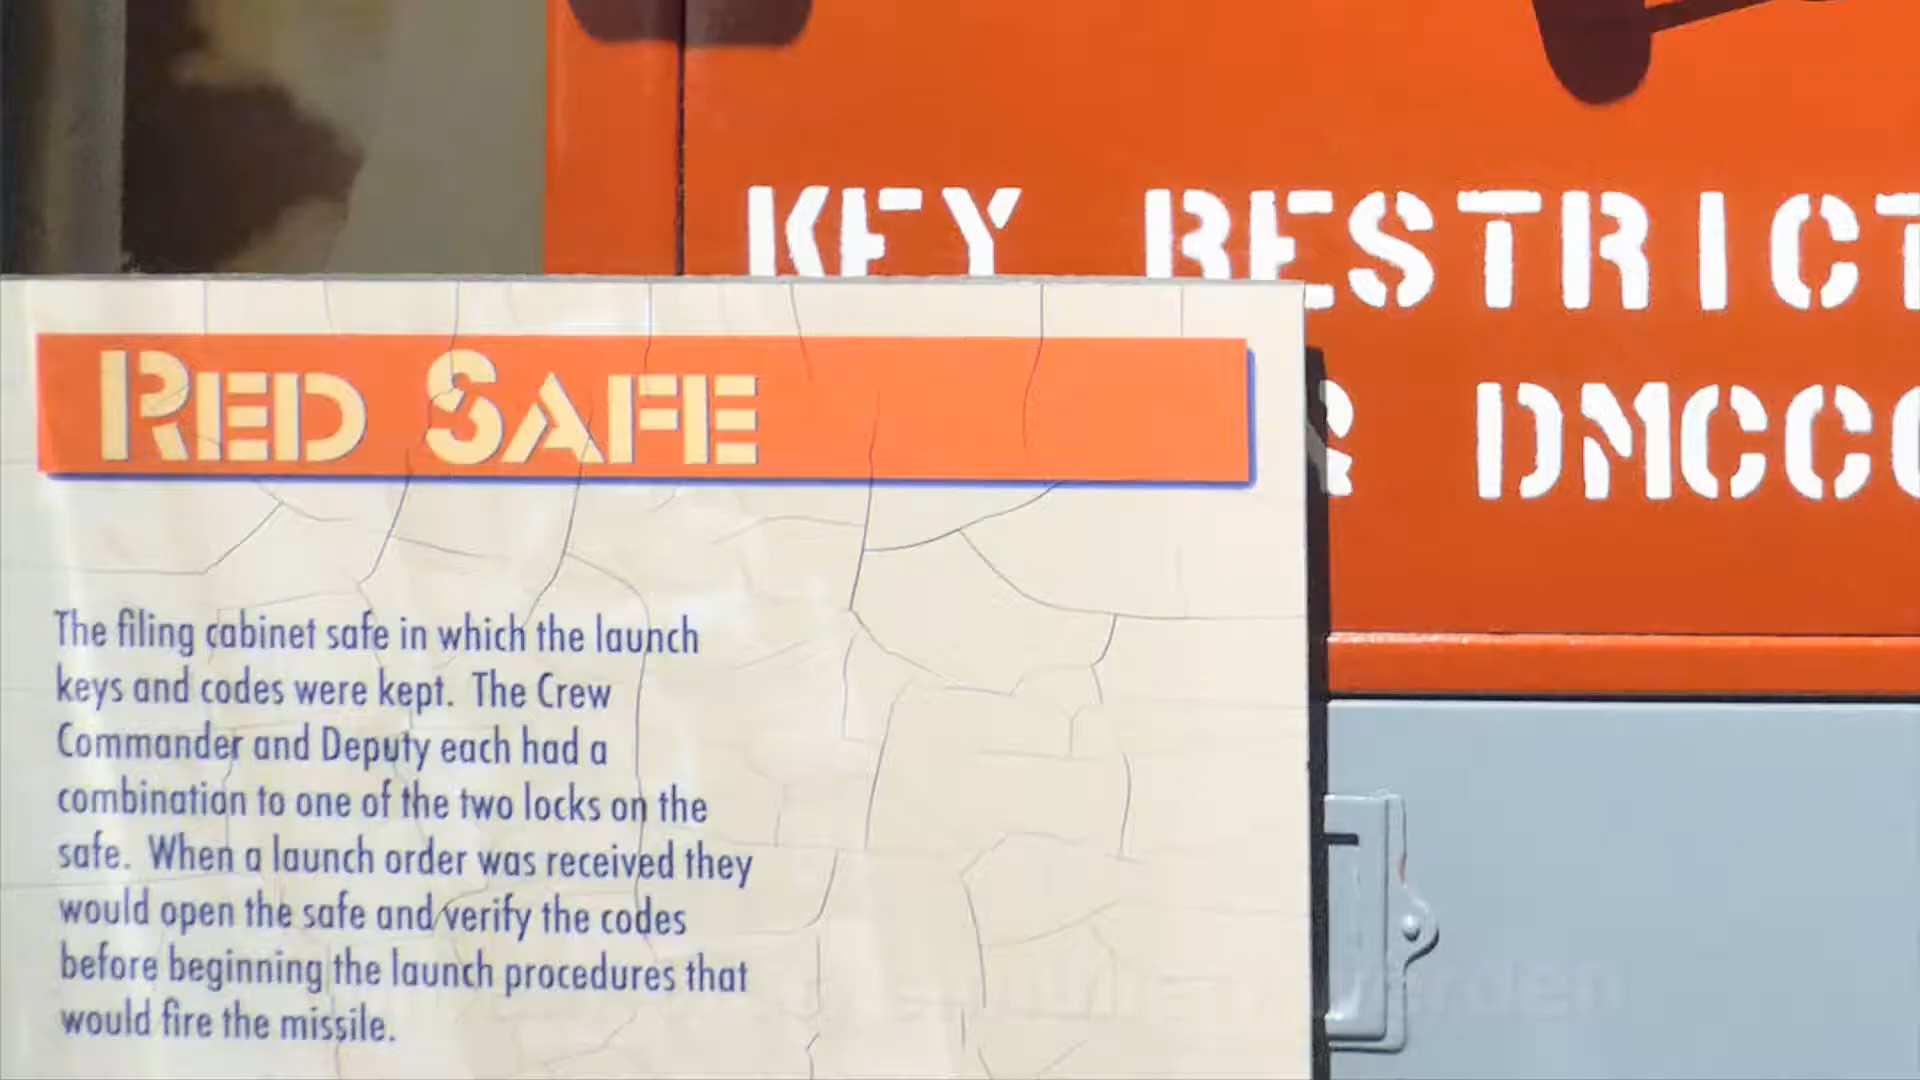 KEY RESTRICT
& DMCCC
RED SAFE
The filing cabinet safe in which the launch
keys and codes were kept. The Crew
Commander and Deputy each had a
combination to one of the two locks on the
safe. When a launch order was received they
would open the safe and verify the codes
before beginning the launch procedures that
would fire the missile.